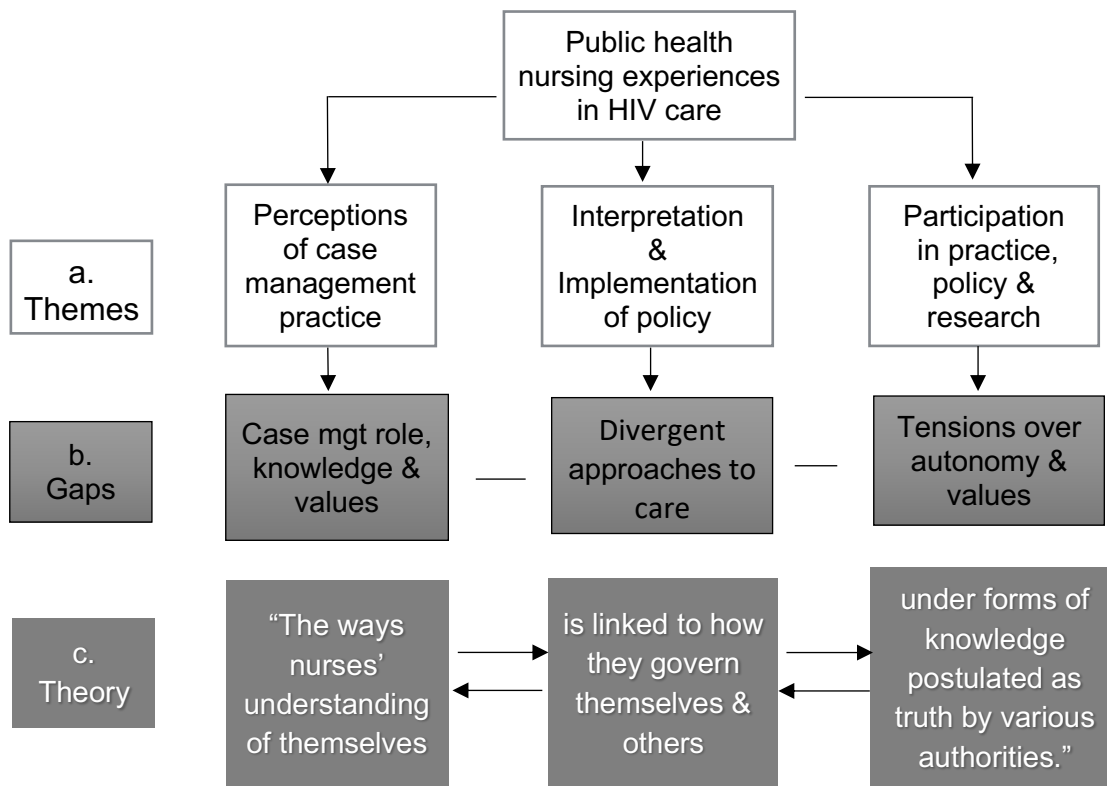 Public health
nursing experiences
in HIV care
a.
Themes
Perceptions
of case
management
practice
Interpretation
&
Implementation
of policy
Participation
in practice,
policy &
research
b.
Gaps
Case mgt role,
knowledge &
values
Divergent
approaches to
care
Tensions over
autonomy &
values
c.
Theory
“The ways
nurses’
understanding
of themselves
is linked to how
they govern
themselves &
others
under forms of
knowledge
postulated as
truth by various
authorities.”